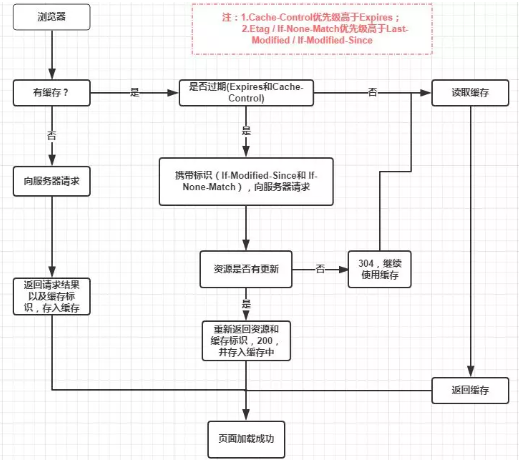 浏览器
注：1.Cache-Control优先级高于Expires；
2.Etag / If-None-Match优先级高于Last-
Modified / If-Modified-Since
有缓存？
是
是否过期(Expires和Cache-
Control)
否
读取缓存
否
是
向服务器请求
携带标识（If-Modified-Since和 If-
None-Match），向服务器请求
资源是否有更新
否
304，继续
使用缓存
返回请求结果
以及缓存标
识，存入缓存
是
重新返回资源和
缓存标识，200，
并存入缓存中
返回缓存
页面加载成功